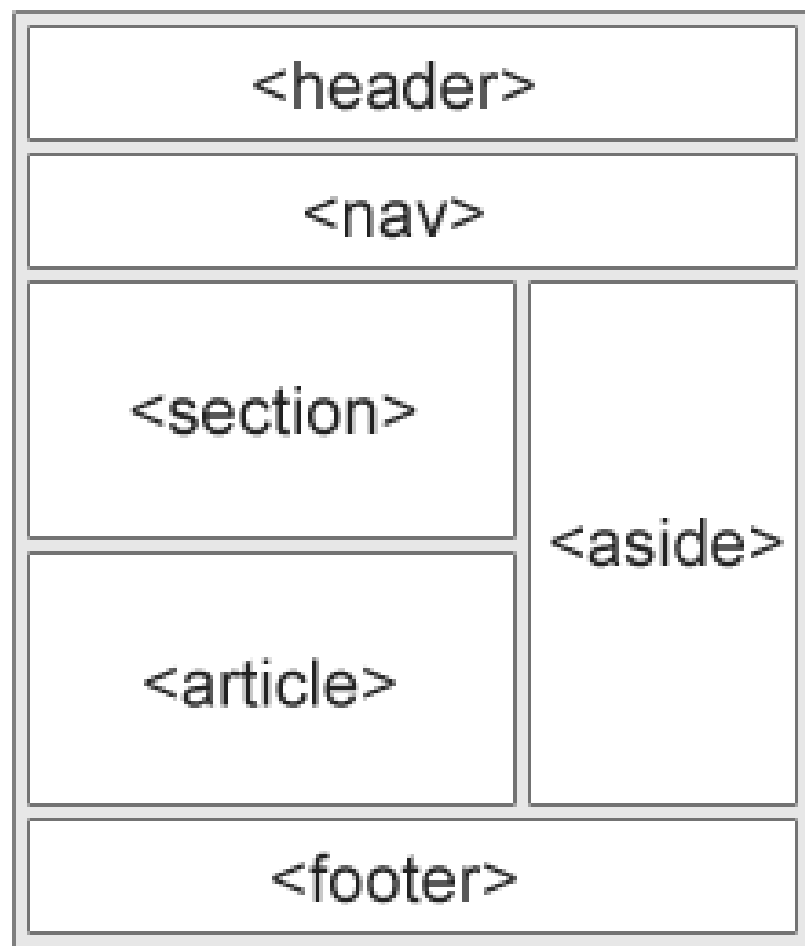 <header>
<nav>
<section>
<article>
<aside>
<footer>